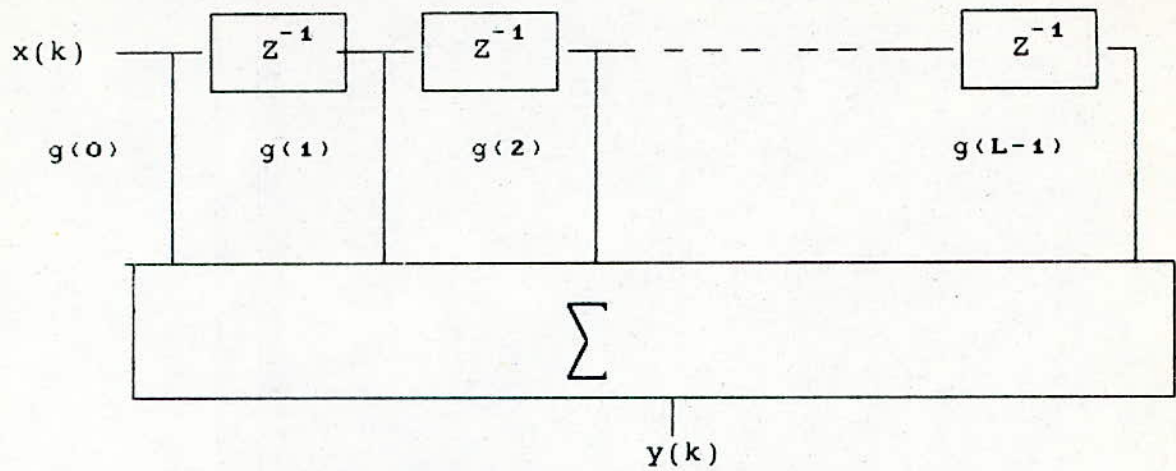 x(k) Z⁻¹ Z⁻¹ Z⁻¹
g(0) g(1) g(2) g(L-1)
∑
y(k)